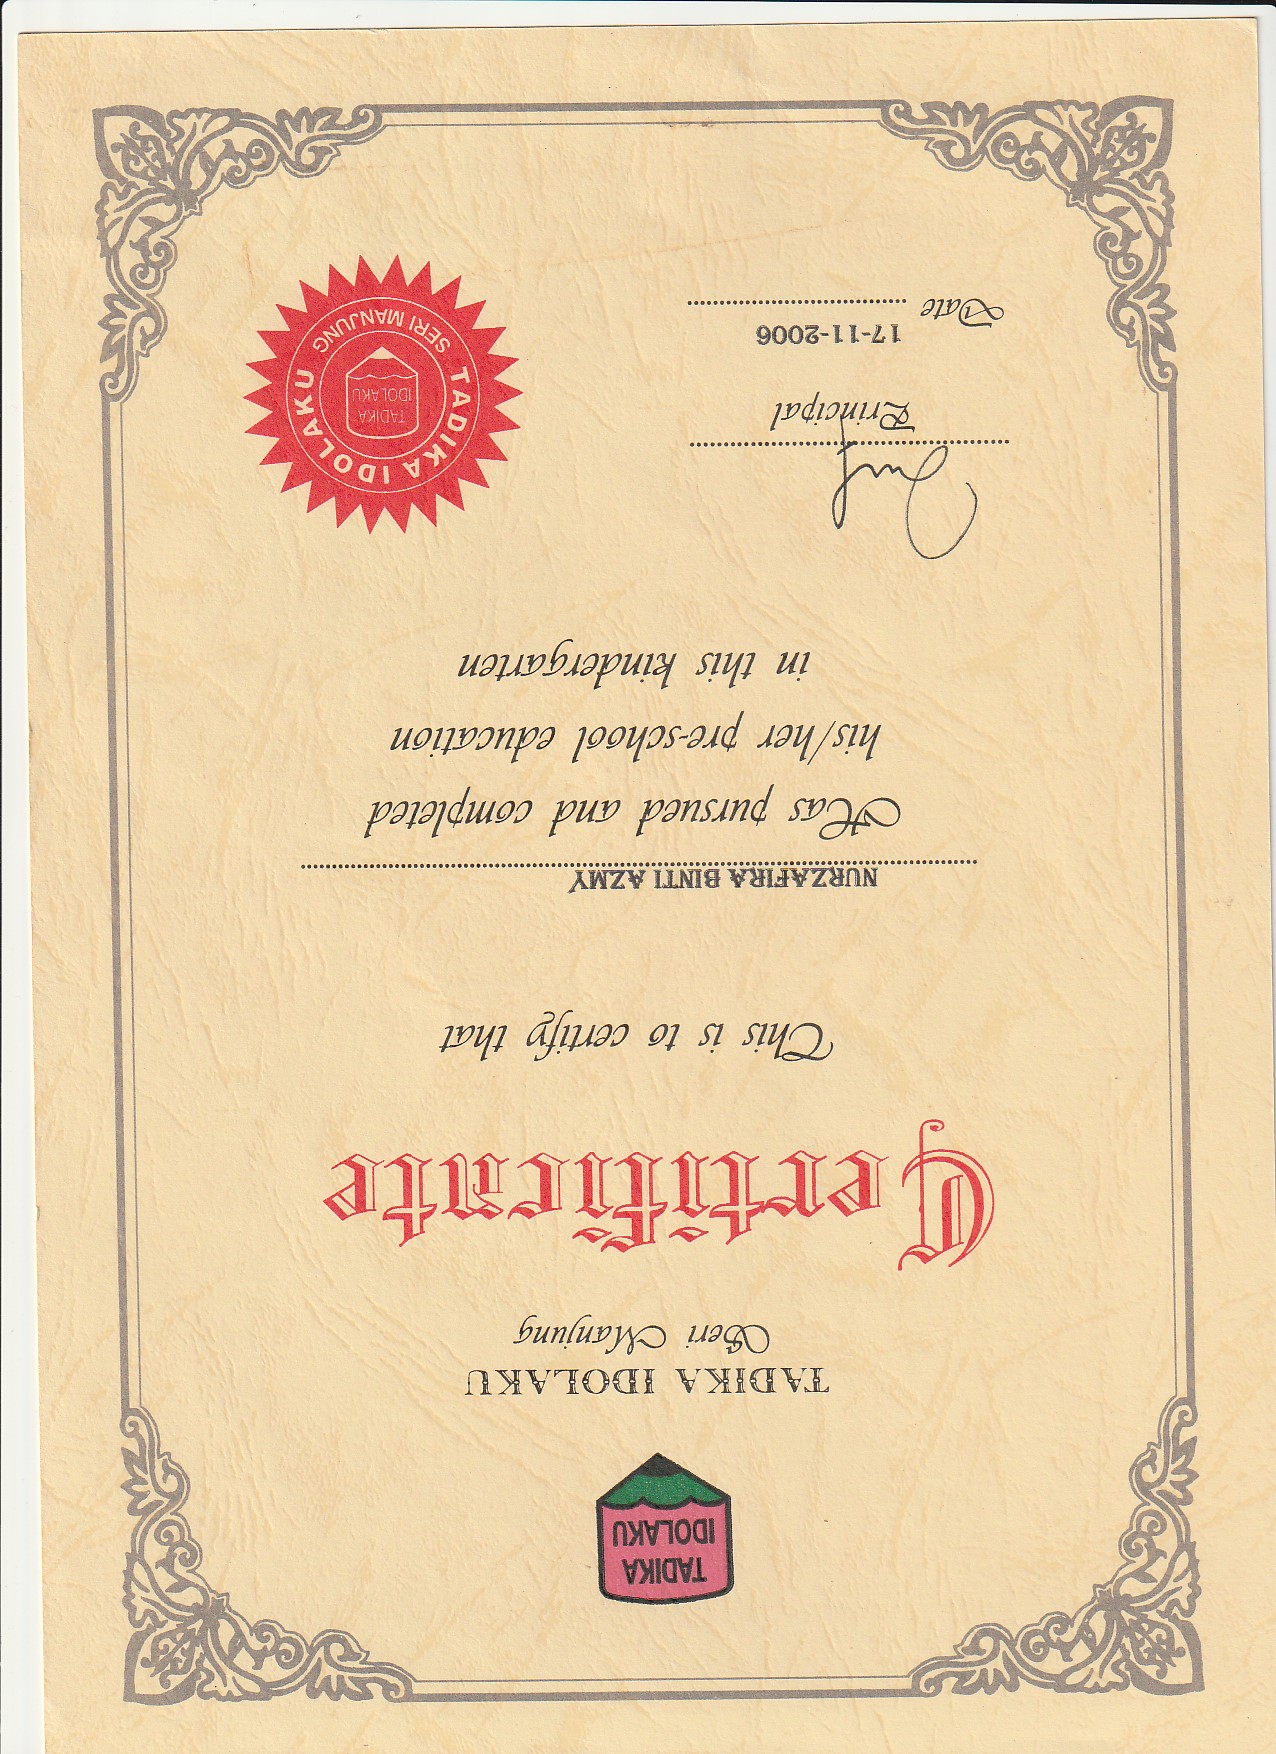 TADIKA
IDOLAKU
TADIKA IDOLAKU
Seri Manjung
Certificate
This is to certify that
NURZAFIRA BINTI AZMY
Has pursued and completed
his/her pre-school education
in this kindergarten
Principal
17-11-2006
Date
TADIKA IDOLAKU
TADIKA
IDOLAKU
SERI MANJUNG